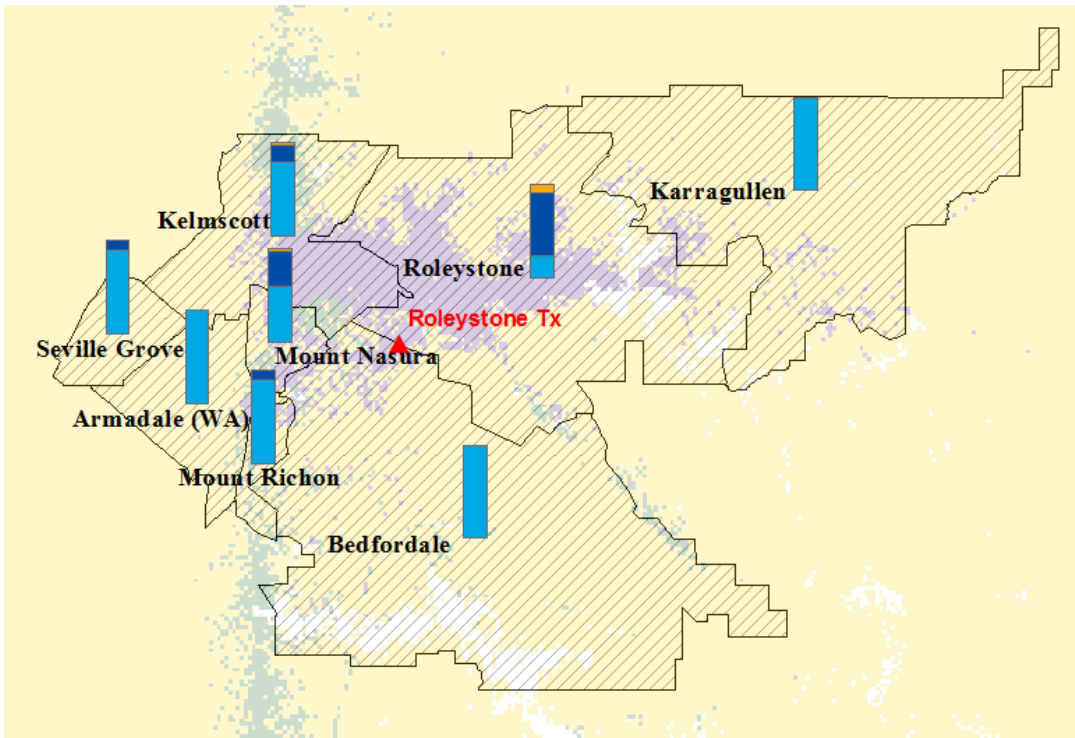 Karragullen
Kelmscott
Roleystone
Roleystone Tx
Seville Grove
Mount Nasura
Armadale (WA)
Mount Richon
Bedfordale